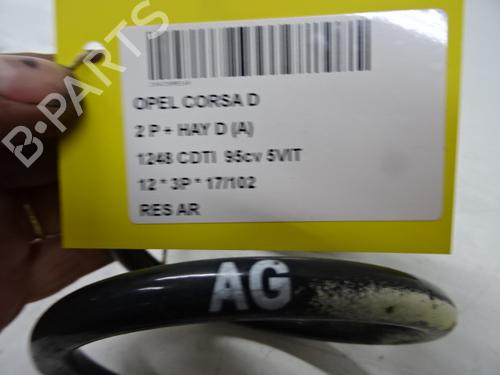 OPEL CORSA D
2 P + HAY D (A)
1248 CDTI 95cv 5VIT
12 * 3P * 17/102
RES AR
AG
B-PARTS